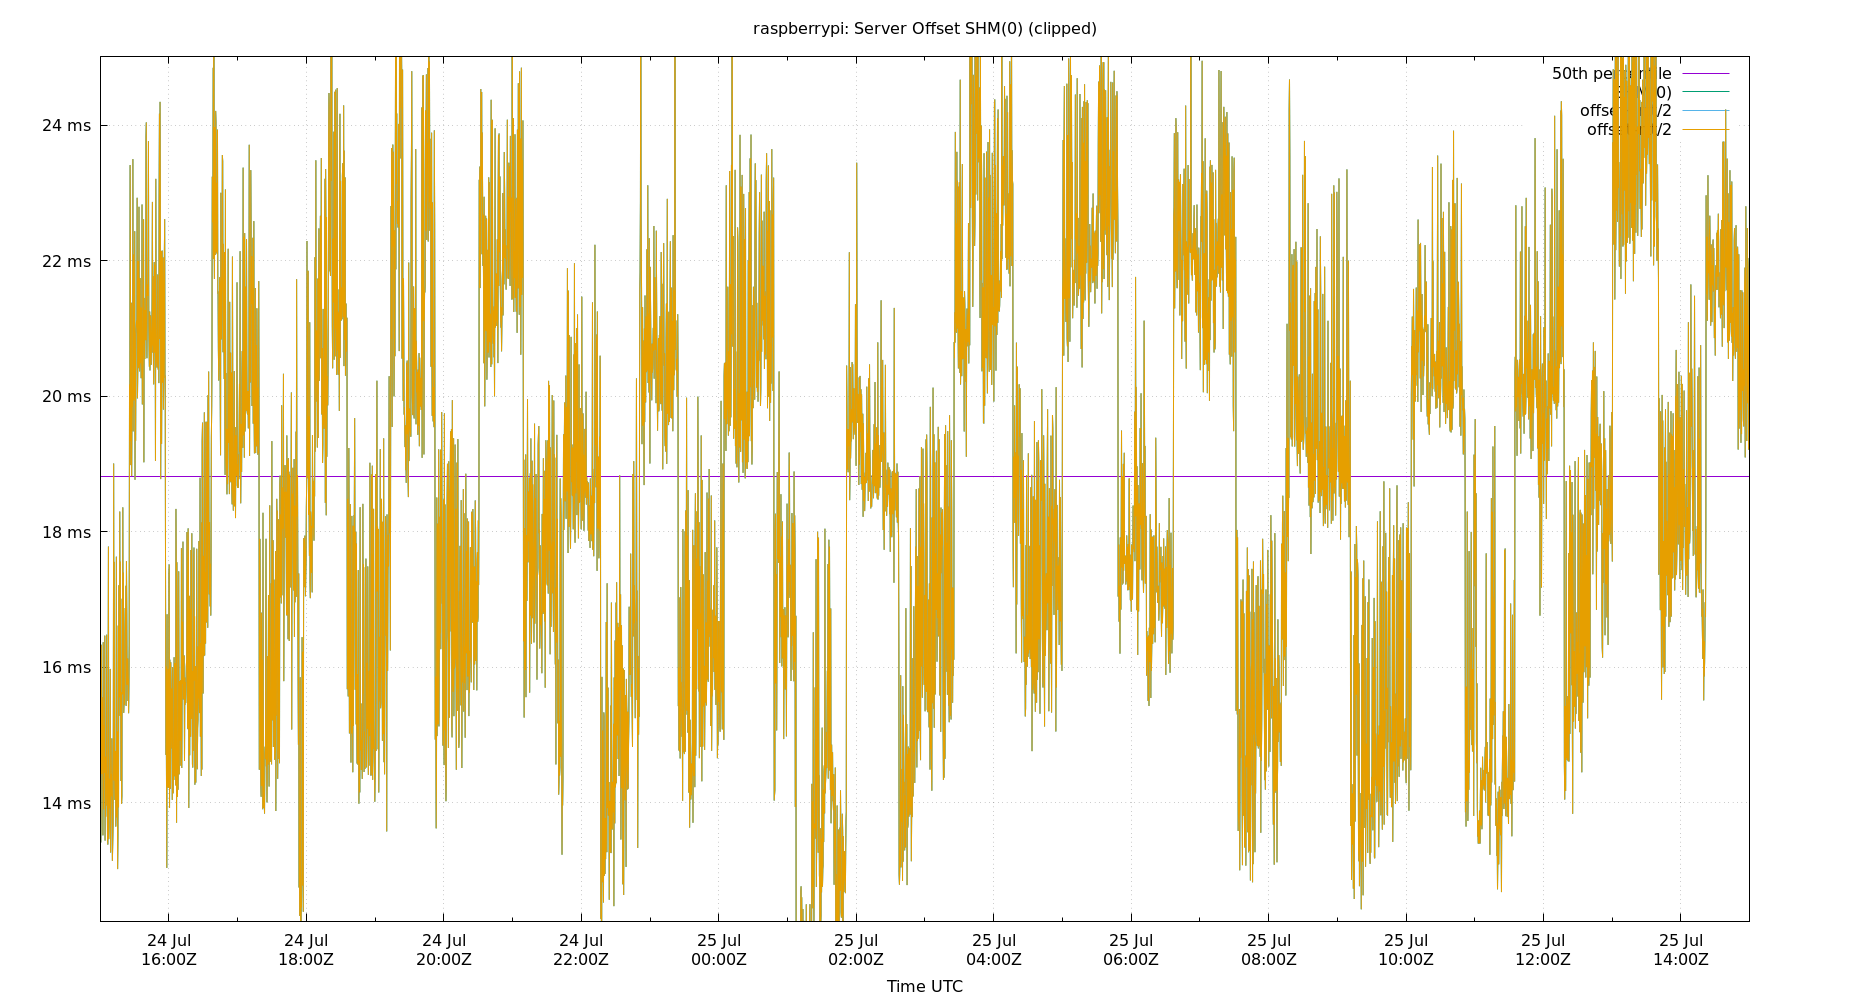 raspberrypi: Server Offset SHM(0) (clipped)
50th
0)
/2
/2
24 ms
22 ms
20 ms
18 ms
16 ms
14 ms
24 Jul 24 Jul 24 Jul 24 Jul 25 Jul 25 Jul 25 Jul 25 Jul 25 Jul 25 Jul 25 Jul 25 Jul
16:00Z 18:00Z 20:00Z 22:00Z 00:00Z 02:00Z 04:00Z 06:00Z 08:00Z 10:00Z 12:00Z 14:00Z
Time UTC